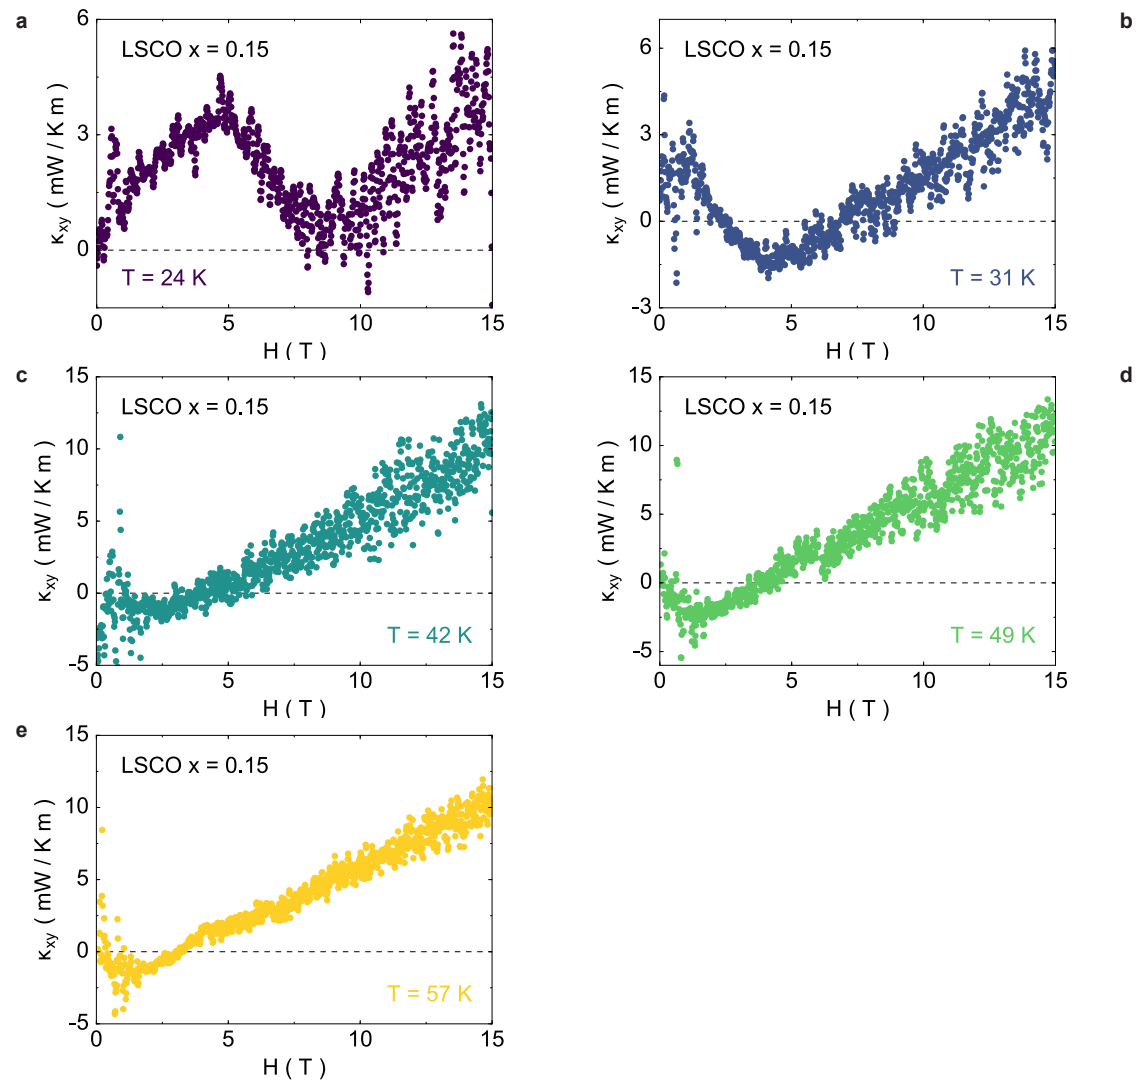 a
6
3
0
κxy ( mW / K m )
LSCO x = 0.15
T = 24 K
0 5 10 15
H ( T )
b
6
3
0
-3
κxy ( mW / K m )
LSCO x = 0.15
T = 31 K
0 5 10 15
H ( T )
c
15
10
5
0
-5
κxy ( mW / K m )
LSCO x = 0.15
T = 42 K
0 5 10 15
H ( T )
d
15
10
5
0
-5
κxy ( mW / K m )
LSCO x = 0.15
T = 49 K
0 5 10 15
H ( T )
e
15
10
5
0
-5
κxy ( mW / K m )
LSCO x = 0.15
T = 57 K
0 5 10 15
H ( T )